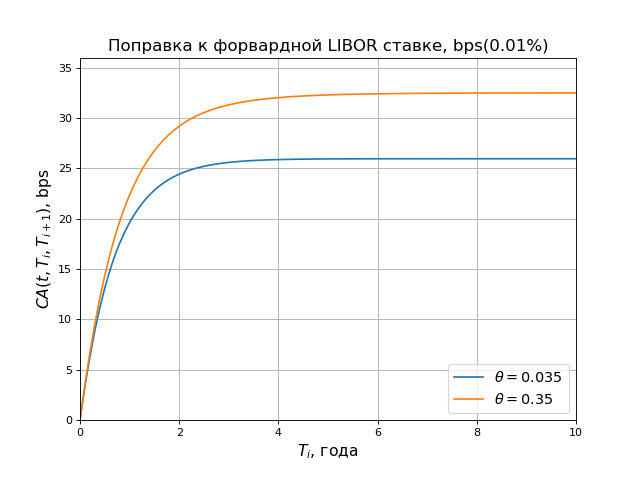 Поправка к форвардной LIBOR ставке, bps(0.01%)
35
30
25
20
15
10
5
0
CA(t, T_i, T_{i+1}), bps
θ = 0.035
θ = 0.35
0 2 4 6 8 10
T_i, года